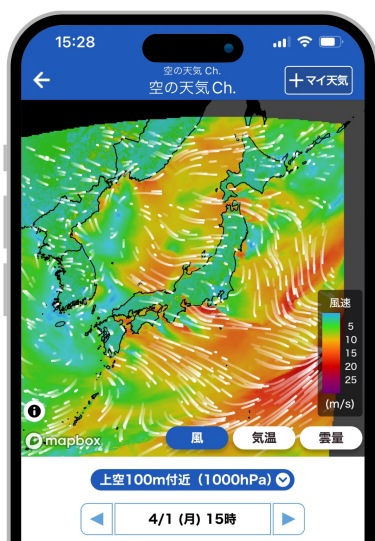 15:28
空の天気 Ch.
空の天気 Ch.
+マイ天気
風速
5
10
15
20
25
(m/s)
i
mapbox
風 気温 雲量
上空100m付近（1000hPa）
4/1 (月) 15時